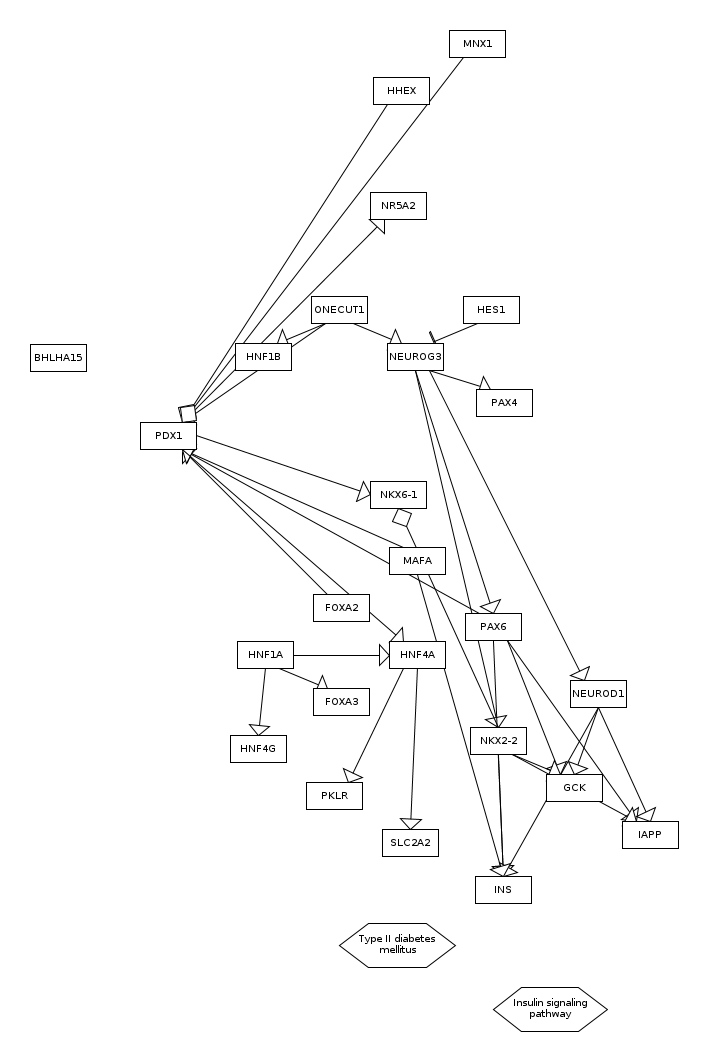 MNX1
HHEX
NR5A2
ONECUT1
HES1
BHLHA15
HNF1B
NEUROG3
PAX4
PDX1
NKX6-1
MAFA
FOXA2
PAX6
HNF1A
HNF4A
FOXA3
NEUROD1
HNF4G
NKX2-2
PKLR
GCK
SLC2A2
IAPP
INS
Type II diabetes
mellitus
Insulin signaling
pathway